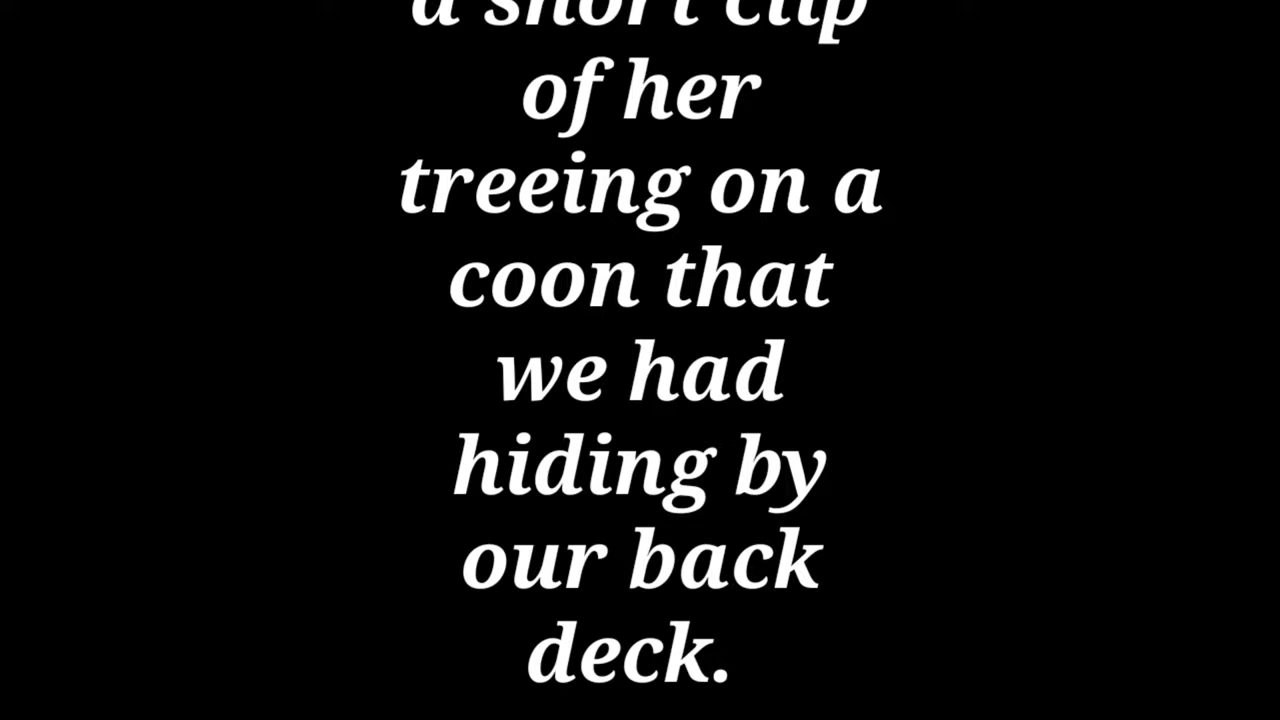 a short clip
of her
treeing on a
coon that
we had
hiding by
our back
deck.